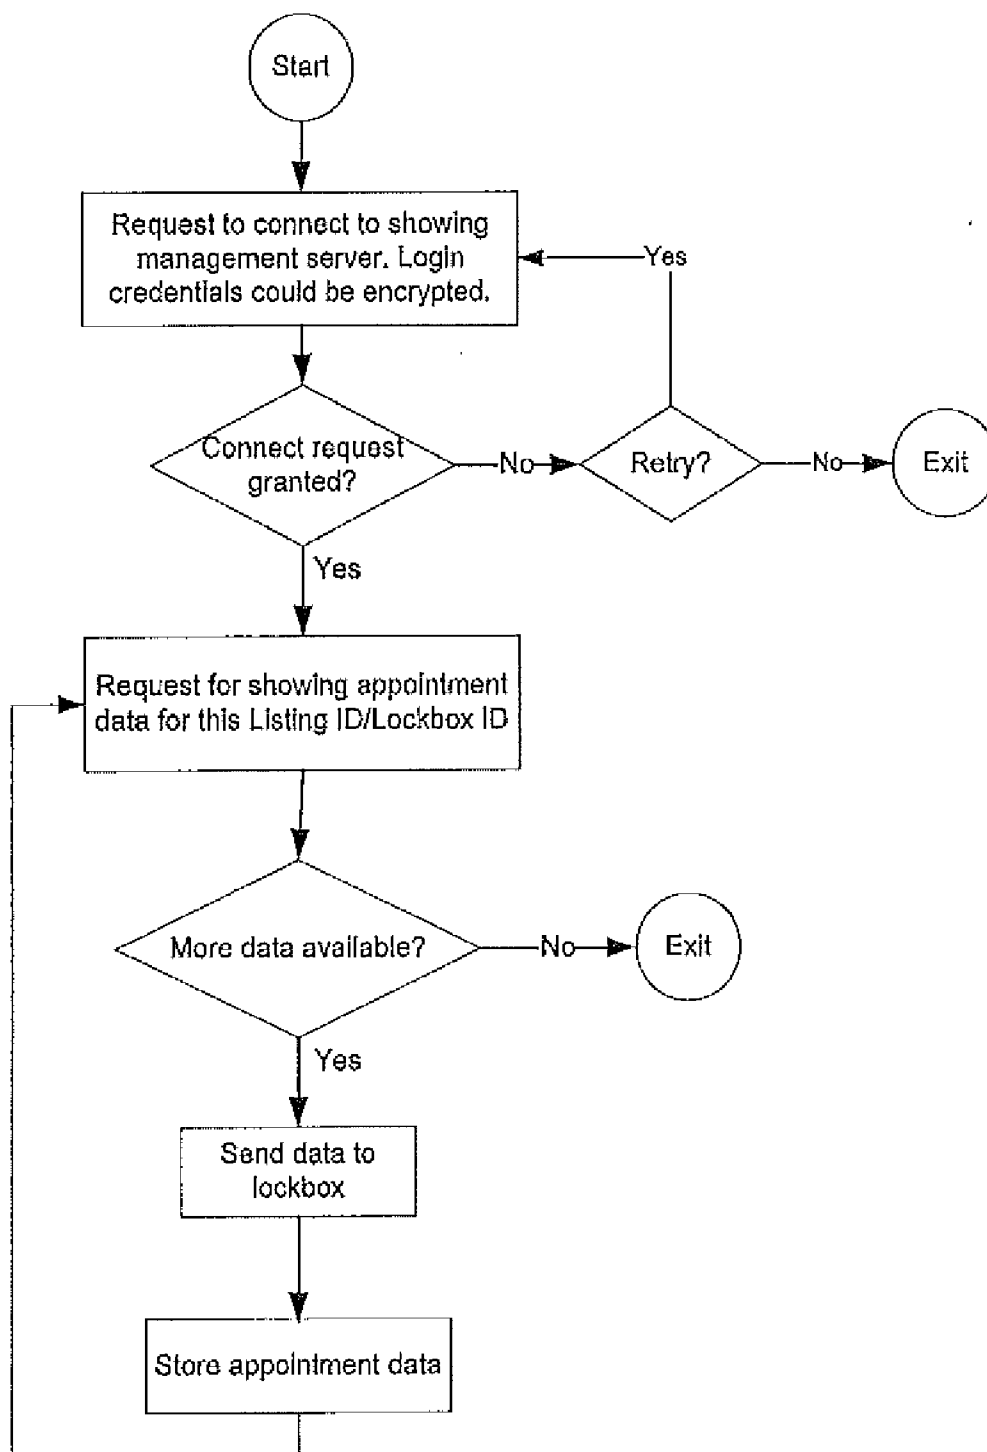 Start
Request to connect to showing
management server. Login
credentials could be encrypted.
Yes
Connect request
granted?
No
Retry?
No
Exit
Yes
Request for showing appointment
data for this Listing ID/Lockbox ID
More data available?
No
Exit
Yes
Send data to
lockbox
Store appointment data